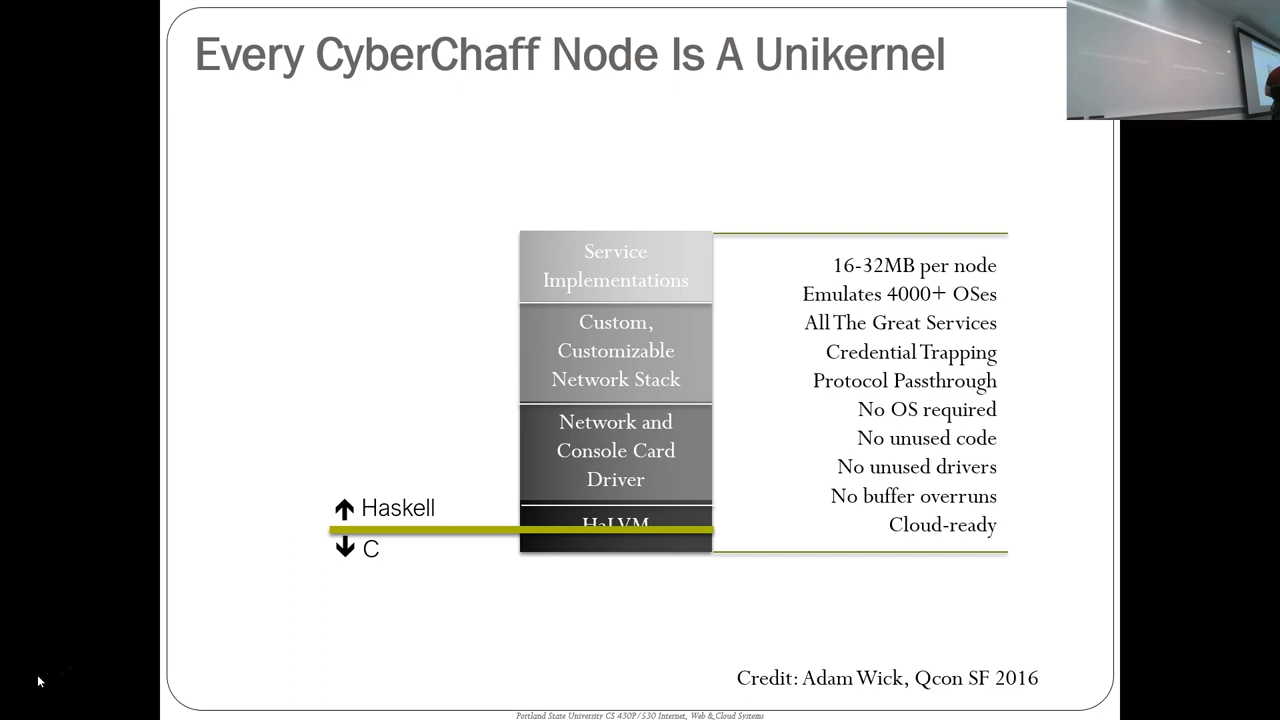 Every CyberChaff Node Is A Unikernel
Service
Implementations
Custom,
Customizable
Network Stack
Network and
Console Card
Driver
HaLVM
Haskell
C
16-32MB per node
Emulates 4000+ OSes
All The Great Services
Credential Trapping
Protocol Passthrough
No OS required
No unused code
No unused drivers
No buffer overruns
Cloud-ready
Credit: Adam Wick, Qcon SF 2016
Portland State University CS 430P/530 Internet, Web & Cloud Systems